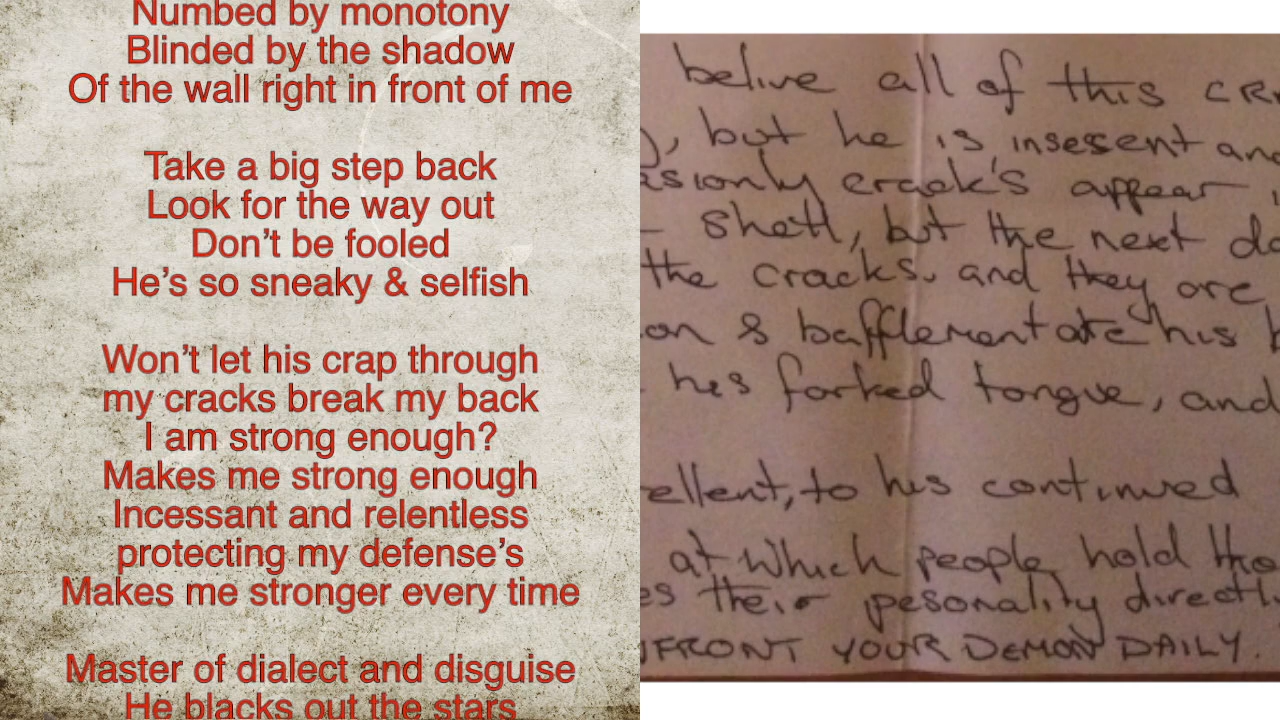 Numbed by monotony
Blinded by the shadow
Of the wall right in front of me
Take a big step back
Look for the way out
Don't be fooled
He's so sneaky & selfish
Won't let his crap through
my cracks break my back
I am strong enough?
Makes me strong enough
Incessant and relentless
protecting my defense's
Makes me stronger every time
Master of dialect and disguise
He blacks out the stars
belive all of this
but he is insesent and
crack's appear
shell, but the next
the cracks. and they are
& bafflement ate his
his forked tongue, and
to his continued
at which people hold
their pesonality
YOUR DEMON DAILY.